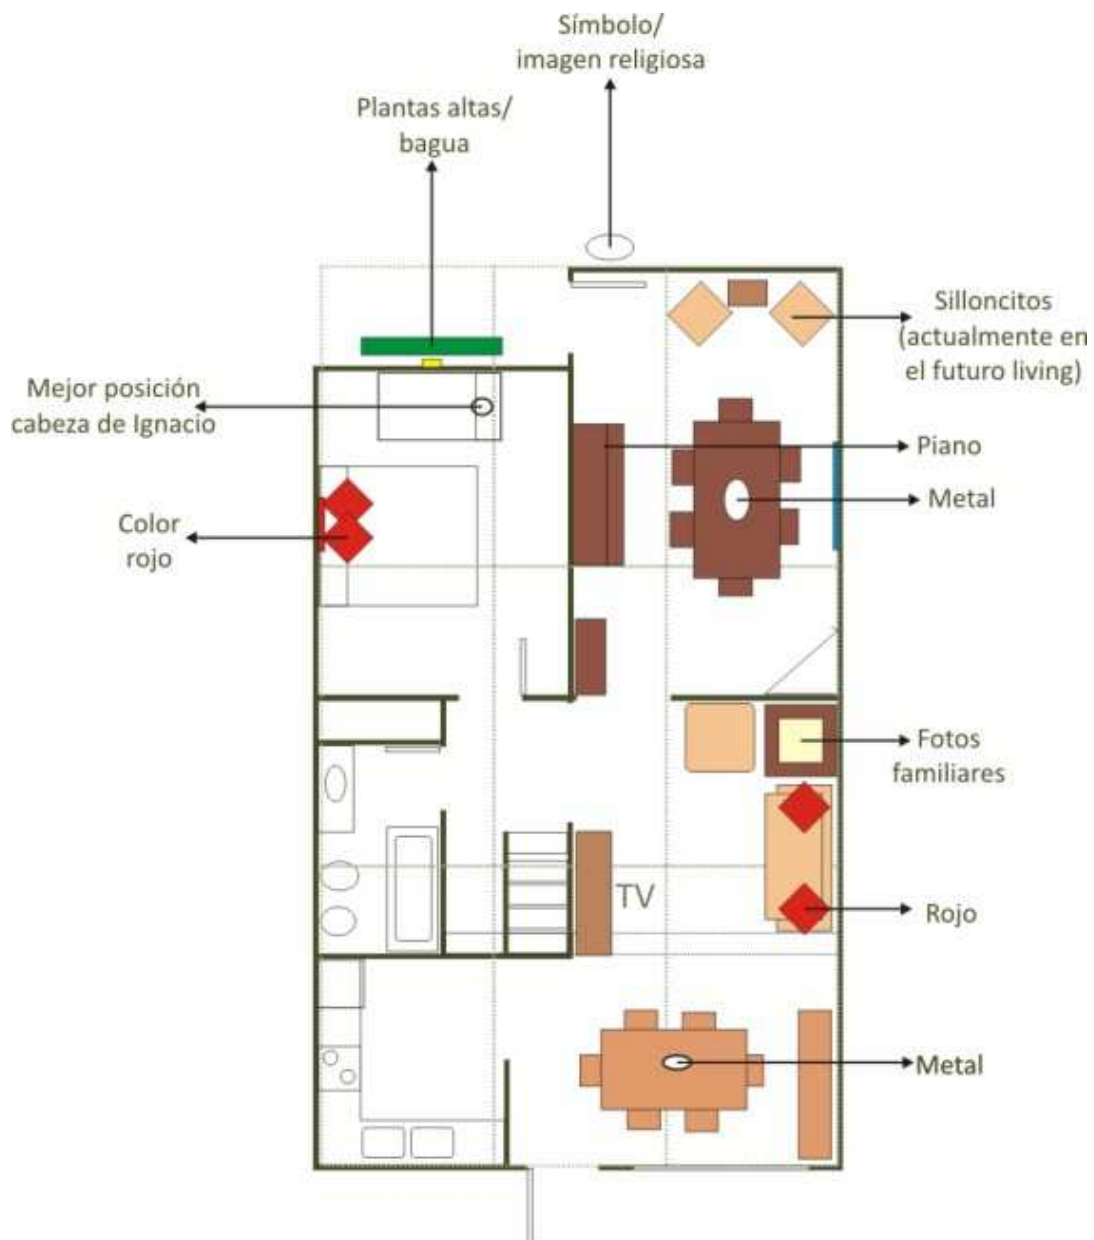 Símbolo/
imagen religiosa
Plantas altas/
bagua
Silloncitos
(actualmente en
el futuro living)
Mejor posición
cabeza de Ignacio
Piano
Metal
Color
rojo
Fotos
familiares
TV
Rojo
Metal